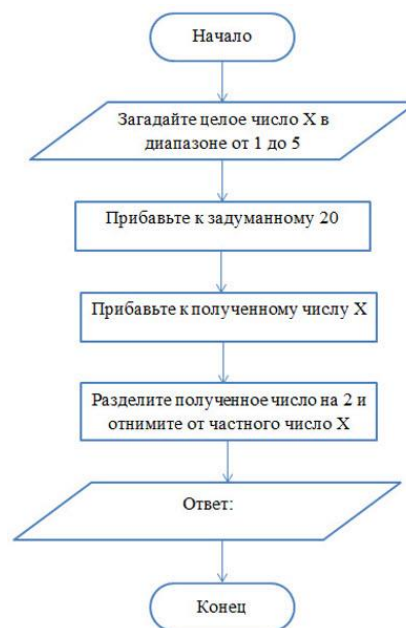 Начало
Загадайте целое число X в
диапазоне от 1 до 5
Прибавьте к задуманному 20
Прибавьте к полученному числу X
Разделите полученное число на 2 и
отнимите от частного число X
Ответ:
Конец